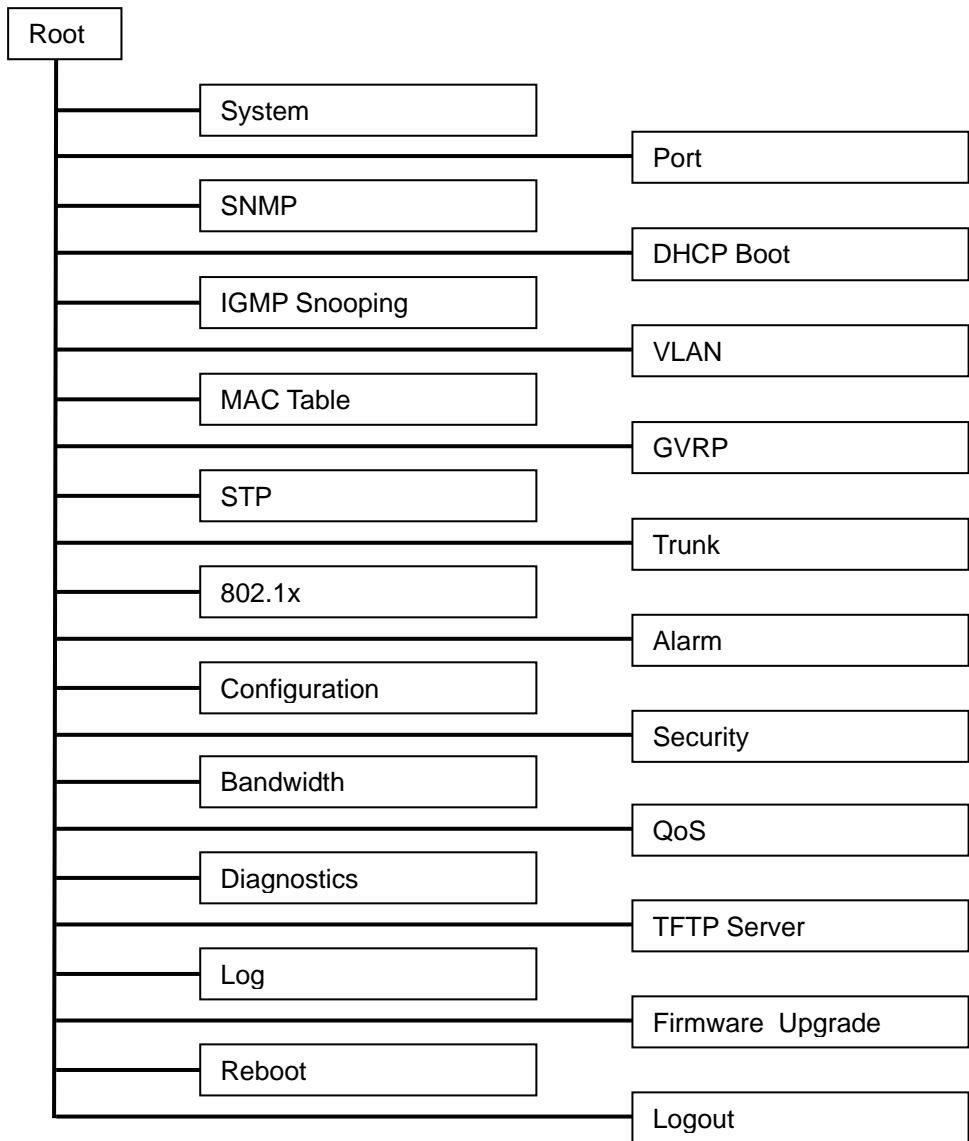 Root
System
Port
SNMP
DHCP Boot
IGMP Snooping
VLAN
MAC Table
GVRP
STP
Trunk
802.1x
Alarm
Configuration
Security
Bandwidth
QoS
Diagnostics
TFTP Server
Log
Firmware Upgrade
Reboot
Logout